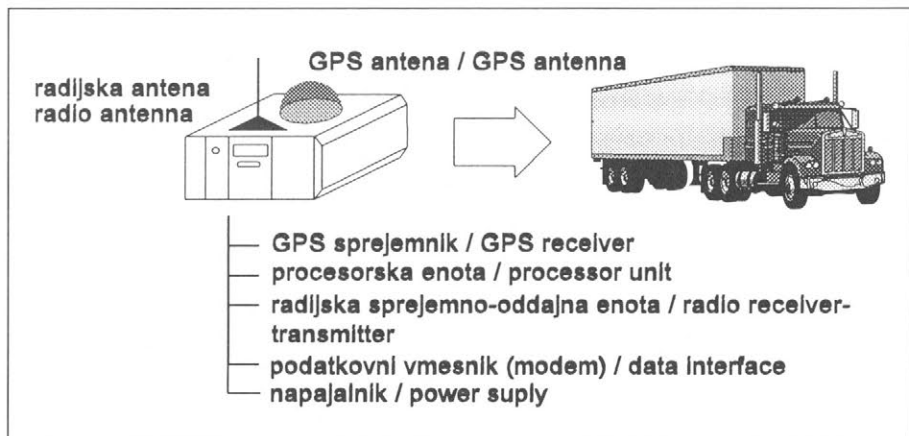 GPS antena / GPS antenna
radijska antena
radio antenna
GPS sprejemnik / GPS receiver
procesorska enota / processor unit
radijska sprejemno-oddajna enota / radio receiver-
transmitter
podatkovni vmesnik (modem) / data interface
napajalnik / power suply